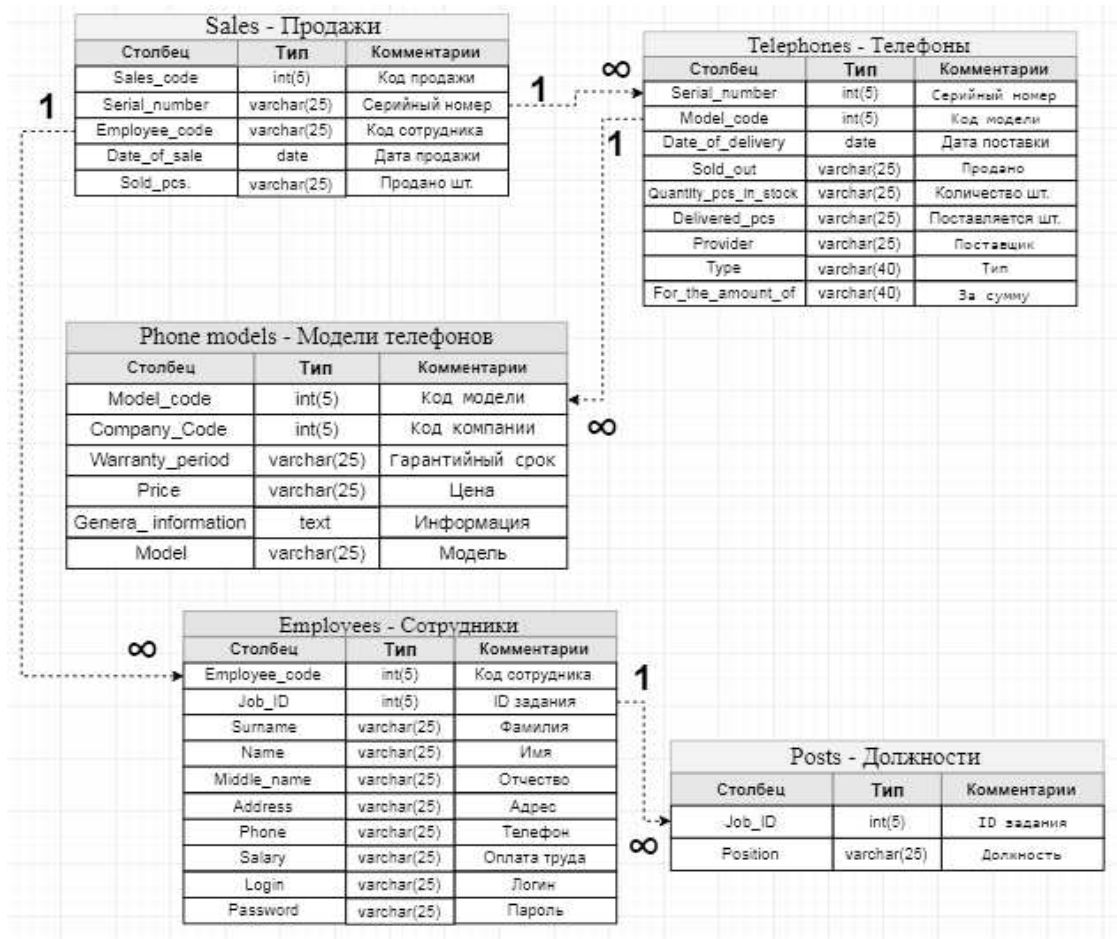 Sales - Продажи
Столбец Тип Комментарии
Sales_code int(5) Код продажи
Serial_number varchar(25) Серийный номер
Employee_code varchar(25) Код сотрудника
Date_of_sale date Дата продажи
Sold_pcs. varchar(25) Продано шт.
1
1
∞
Telephones - Телефоны
Столбец Тип Комментарии
Serial_number int(5) Серийный номер
Model_code int(5) Код модели
Date_of_delivery date Дата поставки
Sold_out varchar(25) Продано
Quantity_pcs_in_stock varchar(25) Количество шт.
Delivered_pcs varchar(25) Поставляется шт.
Provider varchar(25) Поставщик
Type varchar(40) Тип
For_the_amount_of varchar(40) За сумму
1
Phone models - Модели телефонов
Столбец Тип Комментарии
Model_code int(5) Код модели
Company_Code int(5) Код компании
Warranty_period varchar(25) Гарантийный срок
Price varchar(25) Цена
Genera_ information text Информация
Model varchar(25) Модель
∞
∞
Employees - Сотрудники
Столбец Тип Комментарии
Employee_code int(5) Код сотрудника
Job_ID int(5) ID задания
Surname varchar(25) Фамилия
Name varchar(25) Имя
Middle_name varchar(25) Отчество
Address varchar(25) Адрес
Phone varchar(25) Телефон
Salary varchar(25) Оплата труда
Login varchar(25) Логин
Password varchar(25) Пароль
1
∞
Posts - Должности
Столбец Тип Комментарии
Job_ID int(5) ID задания
Position varchar(25) Должность